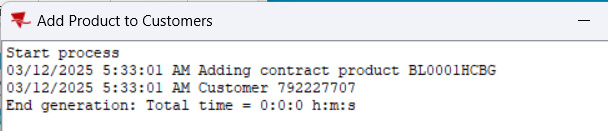 Add Product to Customers
Start process
03/12/2025 5:33:01 AM Adding contract product BL0001HCBG
03/12/2025 5:33:01 AM Customer 792227707
End generation: Total time = 0:0:0 h:m:s